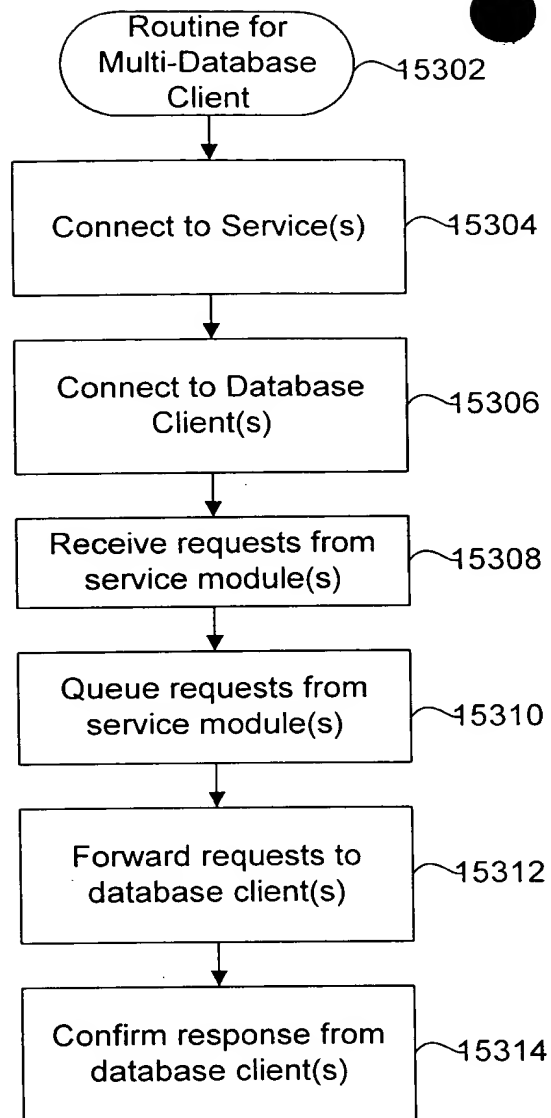 Routine for
Multi-Database
Client
15302
Connect to Service(s)
15304
Connect to Database
Client(s)
15306
Receive requests from
service module(s)
15308
Queue requests from
service module(s)
15310
Forward requests to
database client(s)
15312
Confirm response from
database client(s)
15314